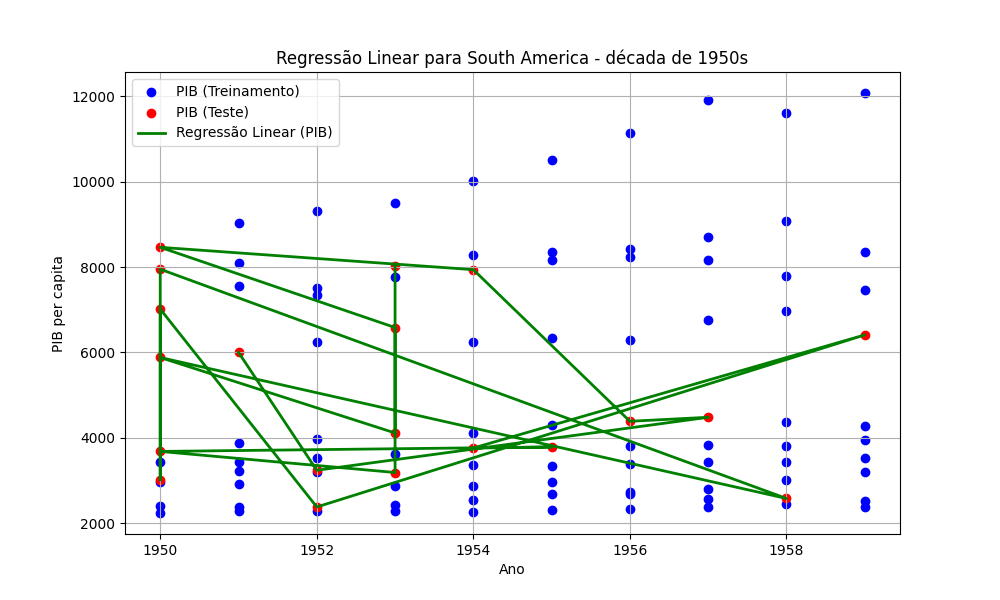 Regressão Linear para South America - década de 1950s
PIB (Treinamento)
PIB (Teste)
Regressão Linear (PIB)
PIB per capita
12000
10000
8000
6000
4000
2000
1950
1952
1954
1956
1958
Ano